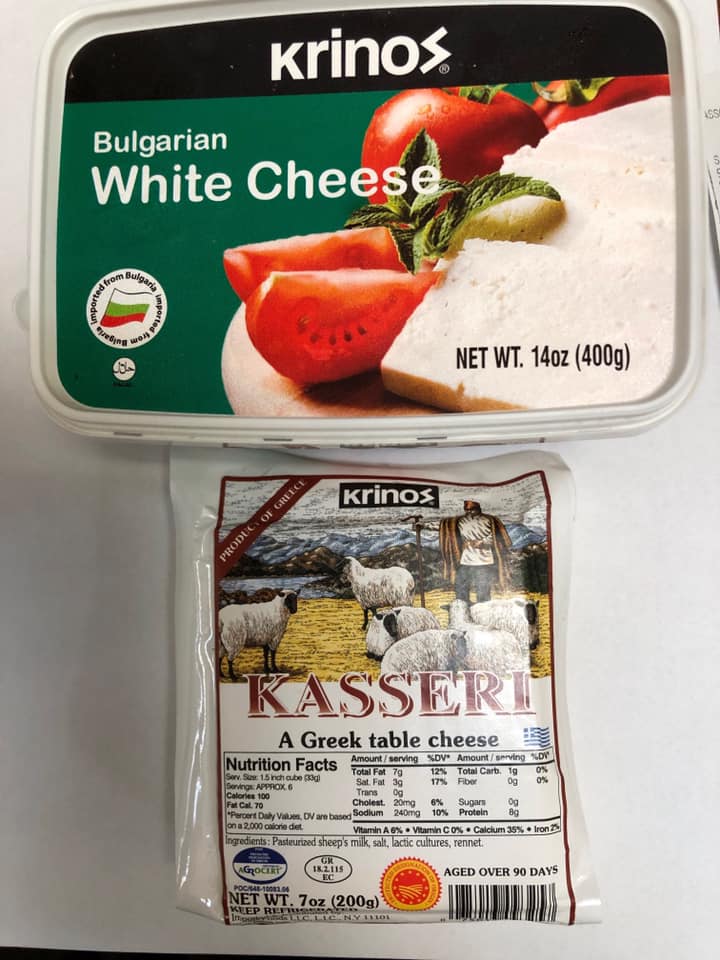 Krinos®
Bulgarian
White Cheese
Imported from Bulgaria Imported from Bulgaria
حلال
HALAL
NET WT. 14oz (400g)
PRODUCT OF GREECE
Krinos
KASSERI
A Greek table cheese
Nutrition Facts
Serv. Size: 1.5 inch cube (33g)
Servings: APPROX. 6
Calories 100
Fat Cal. 70
*Percent Daily Values, DV are based
on a 2,000 calorie diet.
Amount / serving %DV* Amount / serving %DV*
Total Fat 7g 12% Total Carb. 1g 0%
Sat. Fat 3g 17% Fiber 0g 0%
Trans 0g
Cholest. 20mg 6% Sugars 0g
Sodium 240mg 10% Protein 8g
Vitamin A 6% • Vitamin C 0% • Calcium 35% • Iron 2%
Ingredients: Pasteurized sheep's milk, salt, lactic cultures, rennet.
AGROCERT
GR
18.2.115
EC
AGED OVER 90 DAYS
NET WT. 7oz (200g)
KEEP REFRIGERATED
L.I.C. N.Y 11101